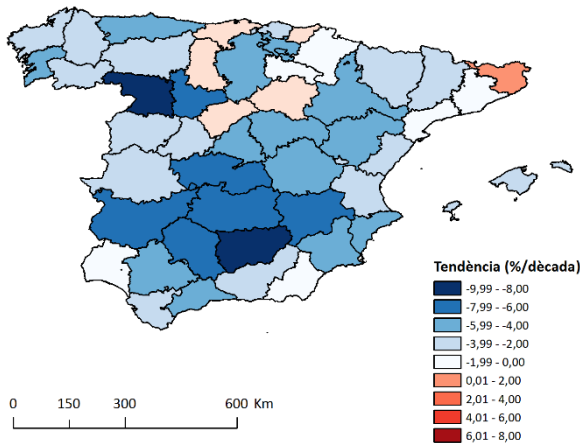 Tendència (%/dècada)
-9,99 - -8,00
-7,99 - -6,00
-5,99 - -4,00
-3,99 - -2,00
-1,99 - 0,00
0,01 - 2,00
2,01 - 4,00
4,01 - 6,00
6,01 - 8,00
0 150 300 600 Km